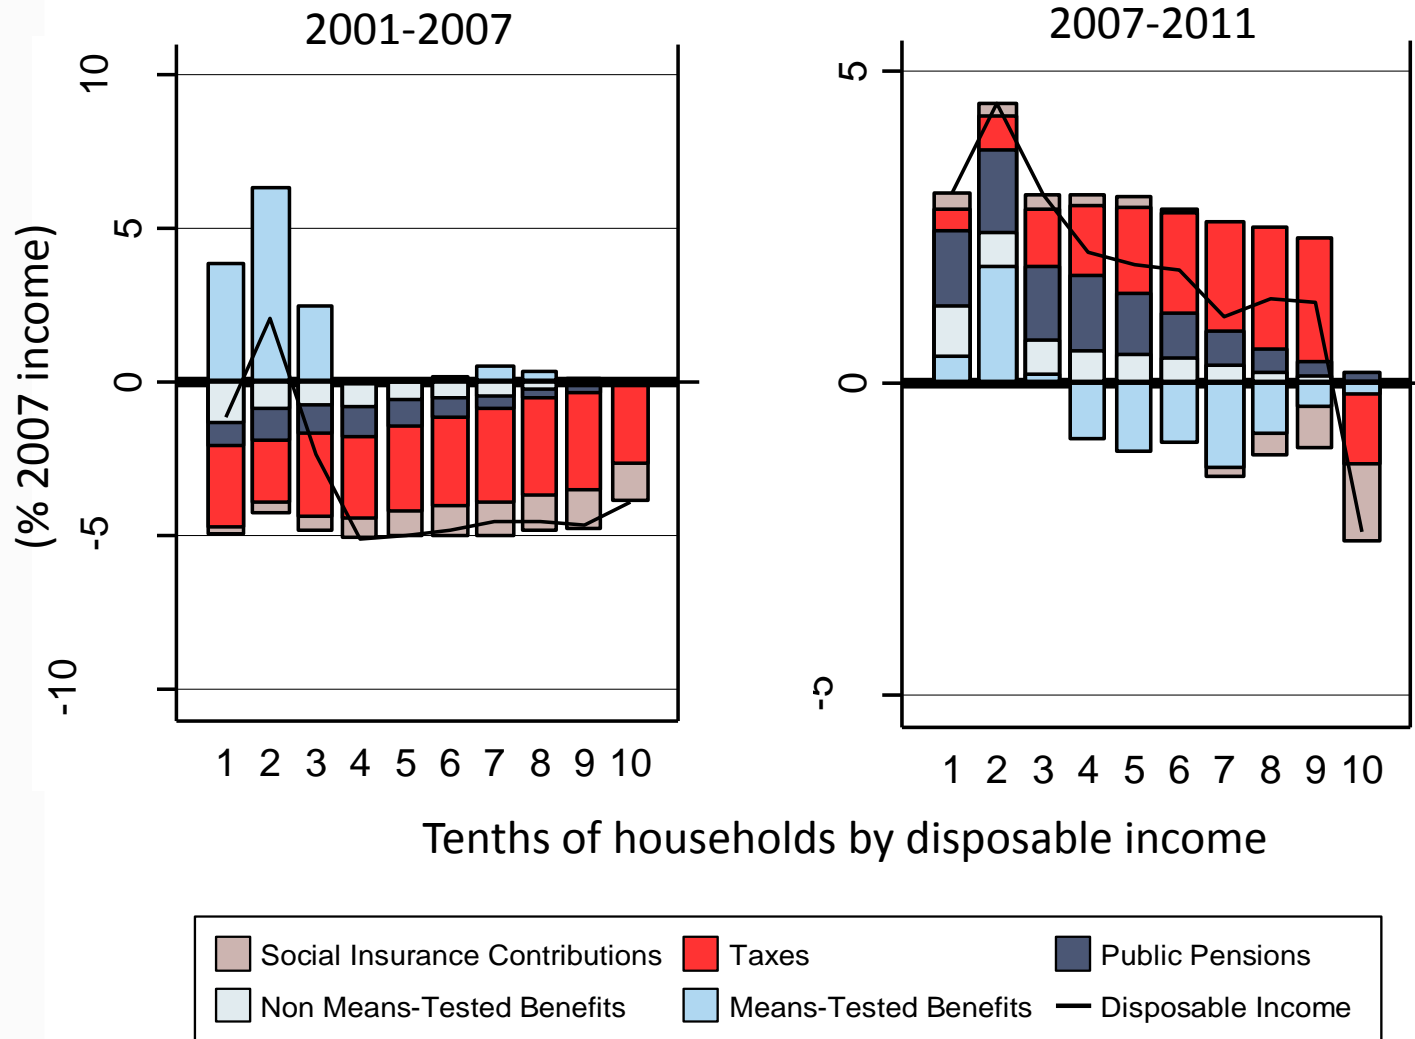 2001-2007
2007-2011
(% 2007 income)
10
5
0
-5
-10
5
0
-5
1 2 3 4 5 6 7 8 9 10
1 2 3 4 5 6 7 8 9 10
Tenths of households by disposable income
Social Insurance Contributions
Taxes
Public Pensions
Non Means-Tested Benefits
Means-Tested Benefits
Disposable Income